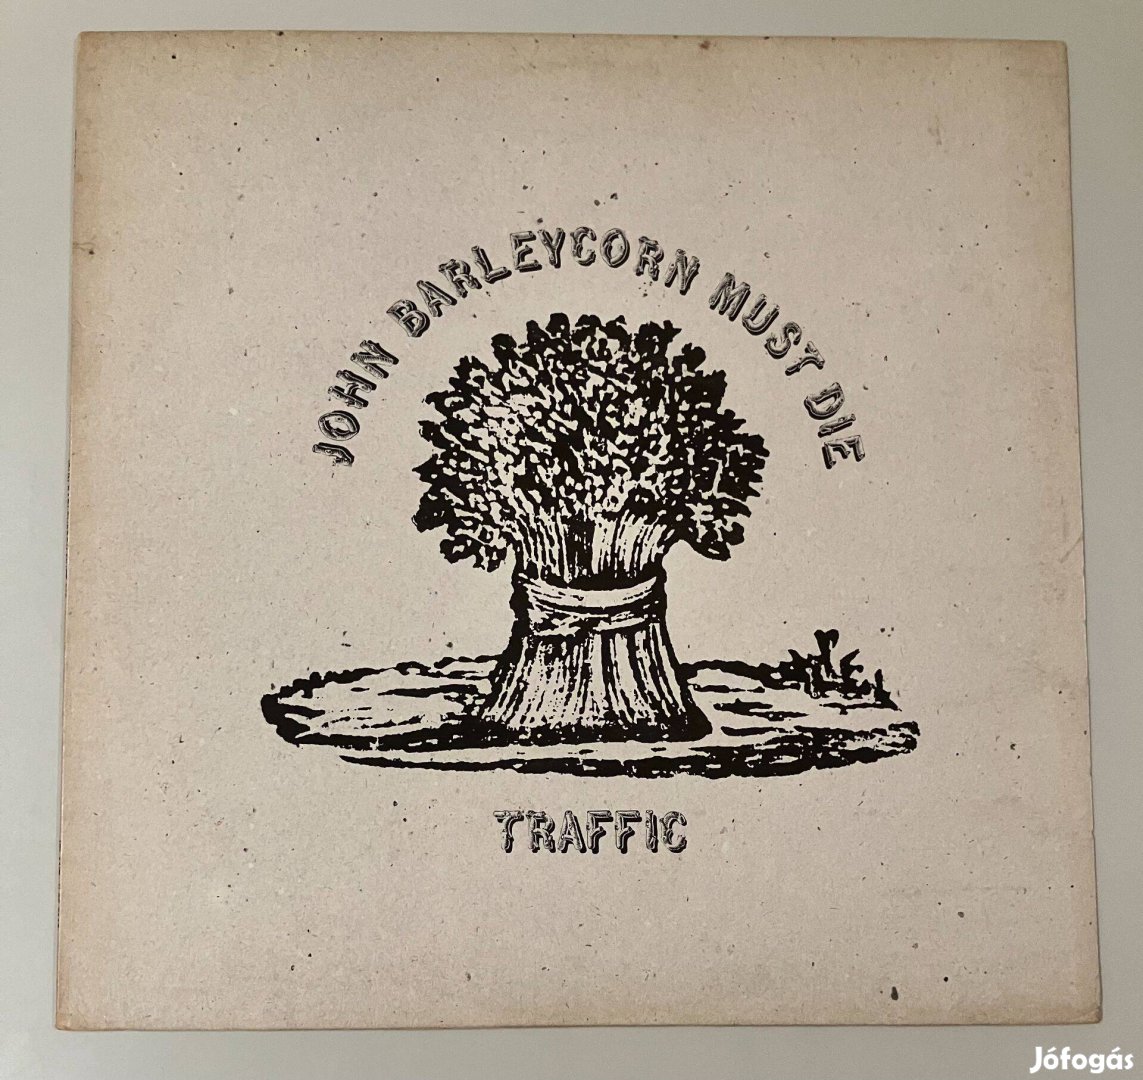 JOHN BARLEYCORN MUST DIE
TRAFFIC
Jófogás